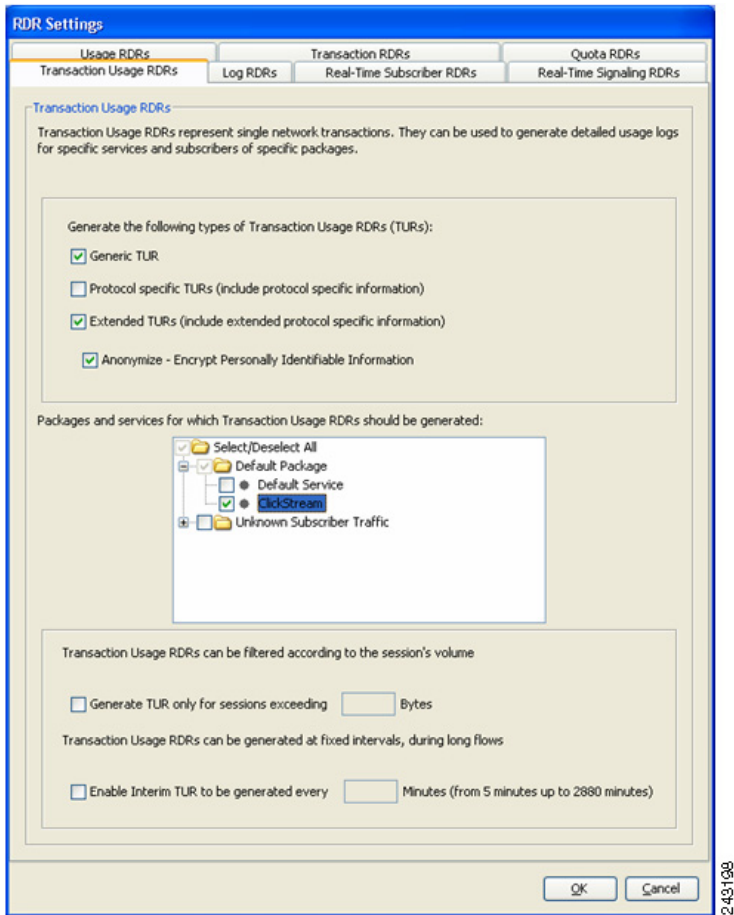 RDR Settings
Usage RDRs
Transaction RDRs
Quota RDRs
Transaction Usage RDRs
Log RDRs
Real-Time Subscriber RDRs
Real-Time Signaling RDRs
Transaction Usage RDRs
Transaction Usage RDRs represent single network transactions. They can be used to generate detailed usage logs
for specific services and subscribers of specific packages.
Generate the following types of Transaction Usage RDRs (TURs):
Generic TUR
Protocol specific TURs (include protocol specific information)
Extended TURs (include extended protocol specific information)
Anonymize - Encrypt Personally Identifiable Information
Packages and services for which Transaction Usage RDRs should be generated:
Select/Deselect All
Default Package
Default Service
ClickStream
Unknown Subscriber Traffic
Transaction Usage RDRs can be filtered according to the session's volume
Generate TUR only for sessions exceeding Bytes
Transaction Usage RDRs can be generated at fixed intervals, during long flows
Enable Interim TUR to be generated every Minutes (from 5 minutes up to 2880 minutes)
OK
Cancel
243198